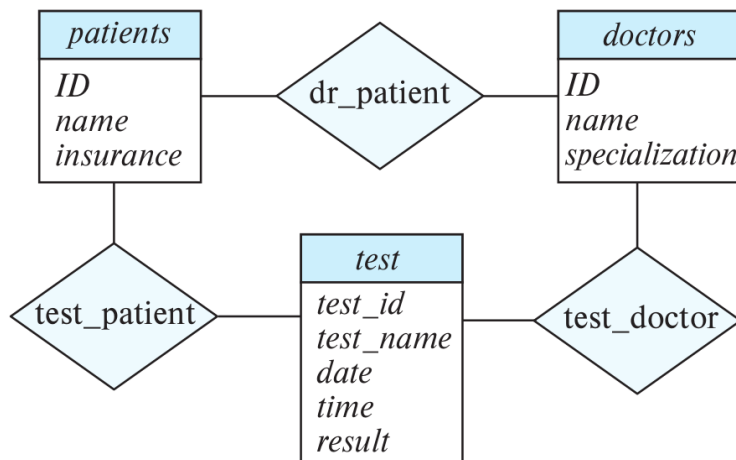 patients
ID
name
insurance
dr_patient
doctors
ID
name
specialization
test_patient
test
test_id
test_name
date
time
result
test_doctor